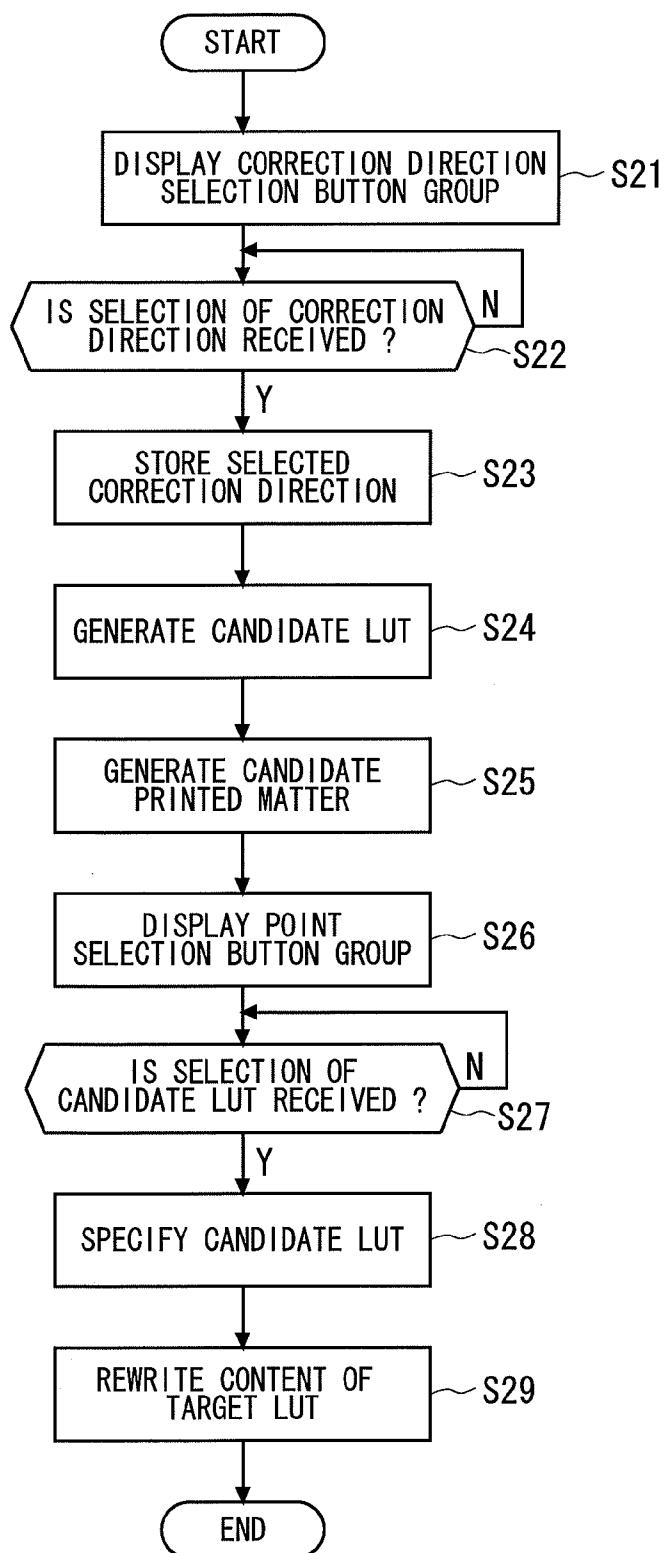 START
DISPLAY CORRECTION DIRECTION
SELECTION BUTTON GROUP
S21
IS SELECTION OF CORRECTION
DIRECTION RECEIVED ?
N
S22
Y
STORE SELECTED
CORRECTION DIRECTION
S23
GENERATE CANDIDATE LUT
S24
GENERATE CANDIDATE
PRINTED MATTER
S25
DISPLAY POINT
SELECTION BUTTON GROUP
S26
IS SELECTION OF
CANDIDATE LUT RECEIVED ?
N
S27
Y
SPECIFY CANDIDATE LUT
S28
REWRITE CONTENT OF
TARGET LUT
S29
END